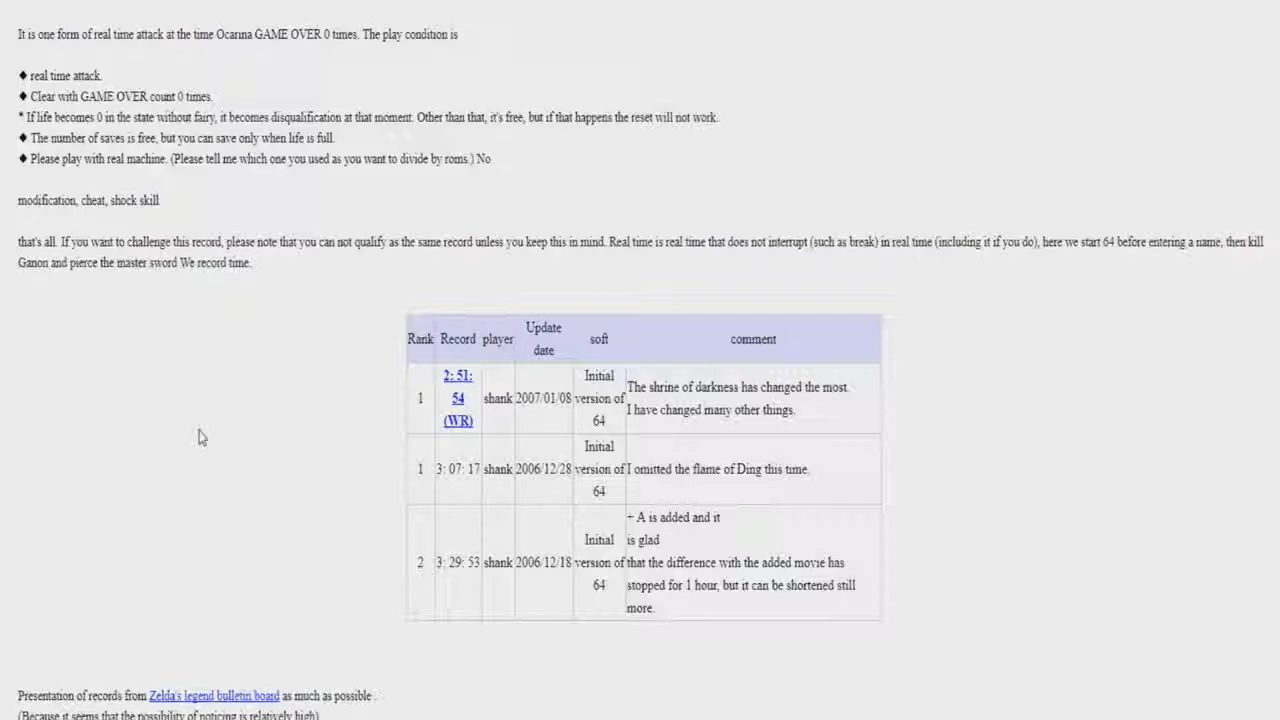 It is one form of real time attack at the time Ocarina GAME OVER 0 times. The play condition is
♦ real time attack.
♦ Clear with GAME OVER count 0 times.
* If life becomes 0 in the state without fairy, it becomes disqualification at that moment. Other than that, it's free, but if that happens the reset will not work.
♦ The number of saves is free, but you can save only when life is full.
♦ Please play with real machine. (Please tell me which one you used as you want to divide by roms.) No
modification, cheat, shock skill
that's all. If you want to challenge this record, please note that you can not qualify as the same record unless you keep this in mind. Real time is real time that does not interrupt (such as break) in real time (including it if you do), here we start 64 before entering a name, then kill
Ganon and pierce the master sword We record time.
Rank Record player Update date soft comment
1 2: 51: 54 (WR) shank 2007/01/08 Initial version of 64 The shrine of darkness has changed the most. I have changed many other things.
1 3: 07: 17 shank 2006/12/28 Initial version of 64 I omitted the flame of Ding this time.
2 3: 29: 53 shank 2006/12/18 Initial version of 64 + A is added and it is glad that the difference with the added movie has stopped for 1 hour, but it can be shortened still more.
Presentation of records from Zelda's legend bulletin board as much as possible .
(Because it seems that the possibility of noticing is relatively high)